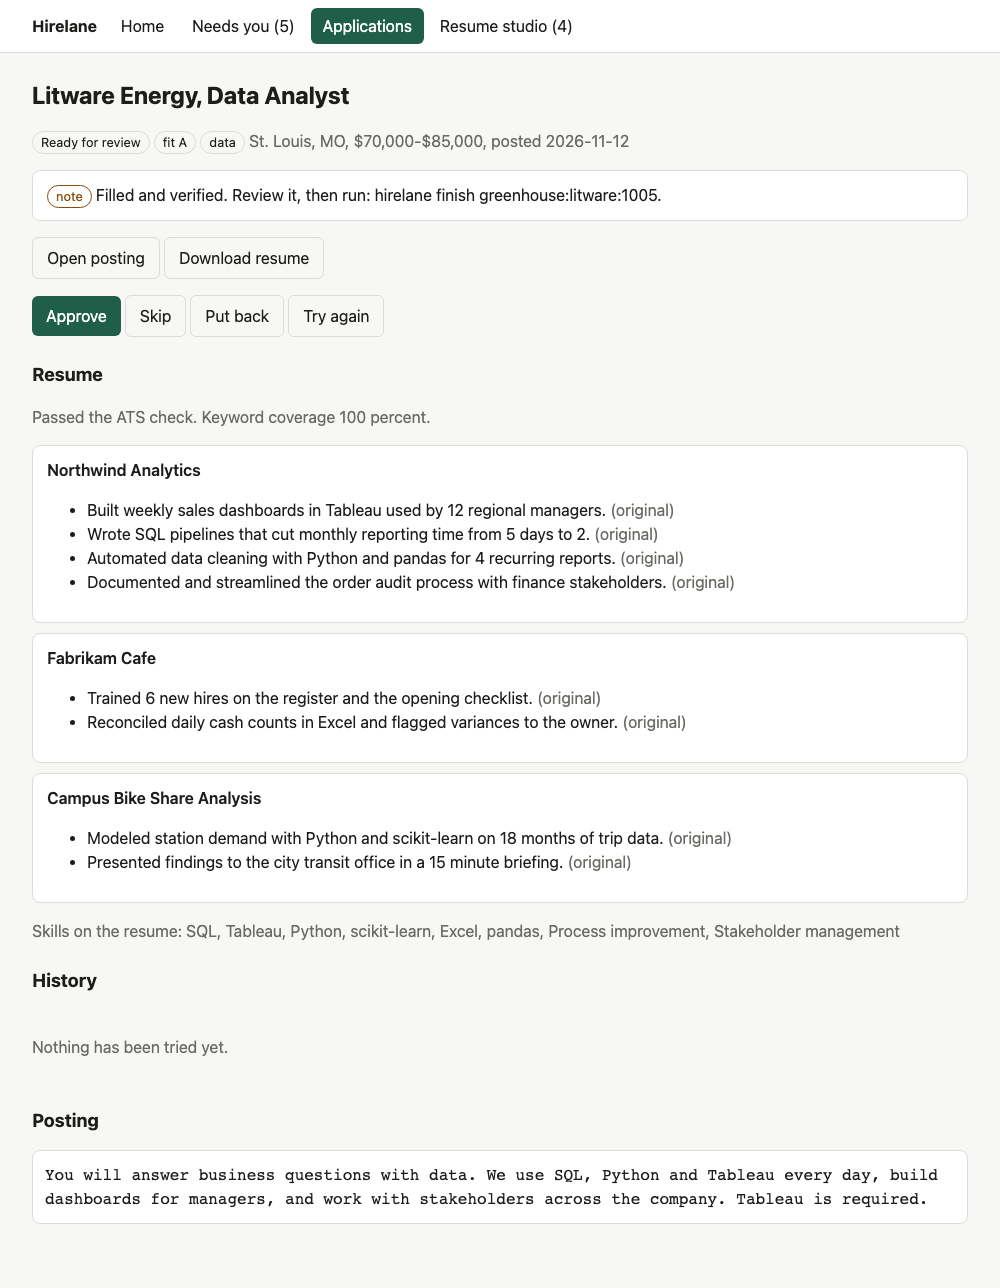 Hirelane Home Needs you (5) Applications Resume studio (4)
Litware Energy, Data Analyst
Ready for review fit A data St. Louis, MO, $70,000-$85,000, posted 2026-11-12
note Filled and verified. Review it, then run: hirelane finish greenhouse:litware:1005.
Open posting Download resume
Approve Skip Put back Try again
Resume
Passed the ATS check. Keyword coverage 100 percent.
Northwind Analytics
• Built weekly sales dashboards in Tableau used by 12 regional managers. (original)
• Wrote SQL pipelines that cut monthly reporting time from 5 days to 2. (original)
• Automated data cleaning with Python and pandas for 4 recurring reports. (original)
• Documented and streamlined the order audit process with finance stakeholders. (original)
Fabrikam Cafe
• Trained 6 new hires on the register and the opening checklist. (original)
• Reconciled daily cash counts in Excel and flagged variances to the owner. (original)
Campus Bike Share Analysis
• Modeled station demand with Python and scikit-learn on 18 months of trip data. (original)
• Presented findings to the city transit office in a 15 minute briefing. (original)
Skills on the resume: SQL, Tableau, Python, scikit-learn, Excel, pandas, Process improvement, Stakeholder management
History
Nothing has been tried yet.
Posting
You will answer business questions with data. We use SQL, Python and Tableau every day, build
dashboards for managers, and work with stakeholders across the company. Tableau is required.